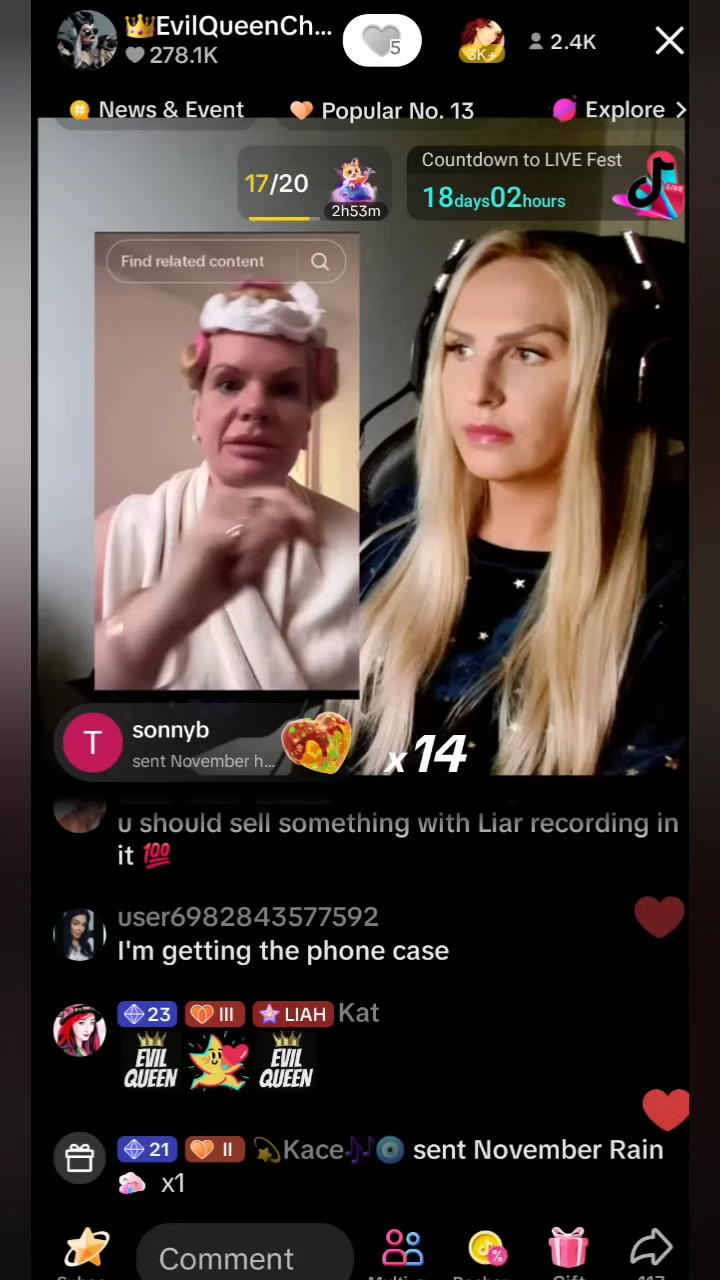 👑EvilQueenCh...
278.1K
5
3K+
2.4K
News & Event
Popular No. 13
Explore >
17/20
2h53m
Countdown to LIVE Fest
18days02hours
LIVE
Find related content
T
sonnyb
sent November h...
x14
u should sell something with Liar recording in
it 💯
user6982843577592
I'm getting the phone case
23 III LIAH Kat
EVIL QUEEN EVIL QUEEN
21 II 💫Kace🎶🧿 sent November Rain
x1
Comment
Gift